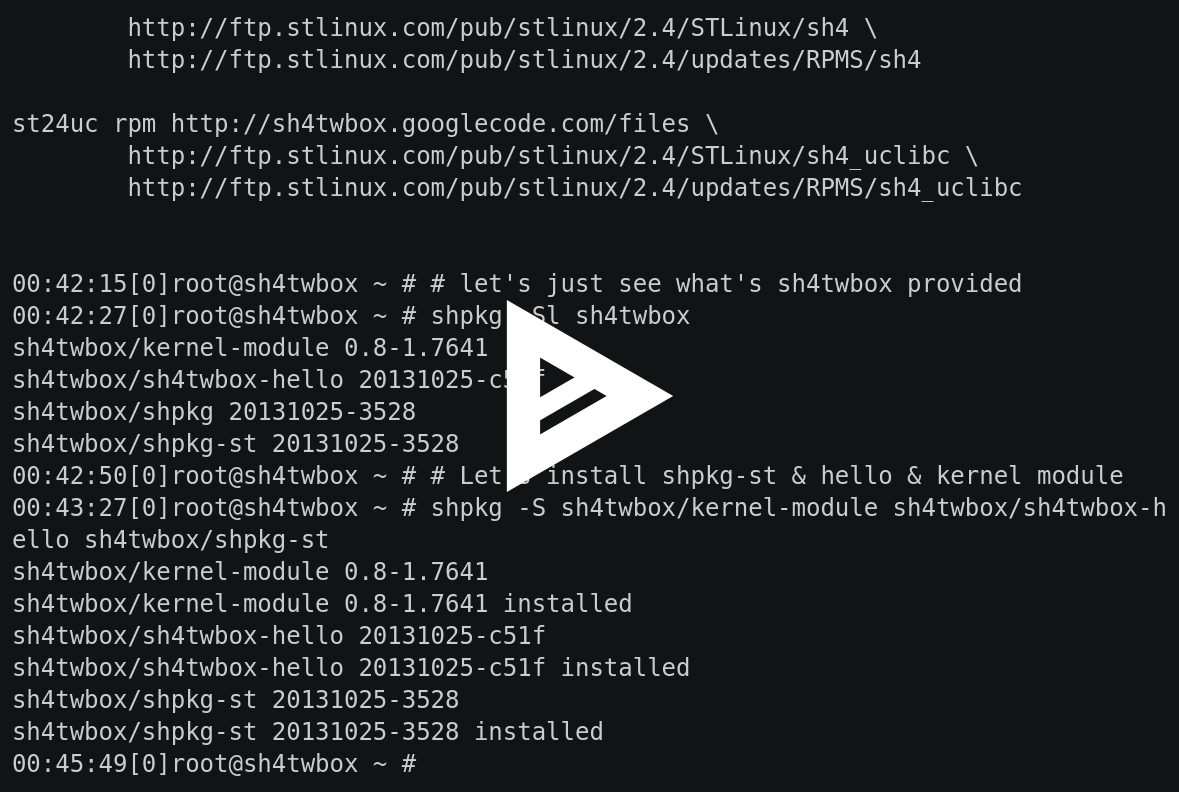 http://ftp.stlinux.com/pub/stlinux/2.4/STLinux/sh4 \
http://ftp.stlinux.com/pub/stlinux/2.4/updates/RPMS/sh4
st24uc rpm http://sh4twbox.googlecode.com/files \
http://ftp.stlinux.com/pub/stlinux/2.4/STLinux/sh4_uclibc \
http://ftp.stlinux.com/pub/stlinux/2.4/updates/RPMS/sh4_uclibc
00:42:15[0]root@sh4twbox ~ # # let's just see what's sh4twbox provided
00:42:27[0]root@sh4twbox ~ # shpkg -Sl sh4twbox
sh4twbox/kernel-module 0.8-1.7641
sh4twbox/sh4twbox-hello 20131025-c51f
sh4twbox/shpkg 20131025-3528
sh4twbox/shpkg-st 20131025-3528
00:42:50[0]root@sh4twbox ~ # # Let's install shpkg-st & hello & kernel module
00:43:27[0]root@sh4twbox ~ # shpkg -S sh4twbox/kernel-module sh4twbox/sh4twbox-h
ello sh4twbox/shpkg-st
sh4twbox/kernel-module 0.8-1.7641
sh4twbox/kernel-module 0.8-1.7641 installed
sh4twbox/sh4twbox-hello 20131025-c51f
sh4twbox/sh4twbox-hello 20131025-c51f installed
sh4twbox/shpkg-st 20131025-3528
sh4twbox/shpkg-st 20131025-3528 installed
00:45:49[0]root@sh4twbox ~ #